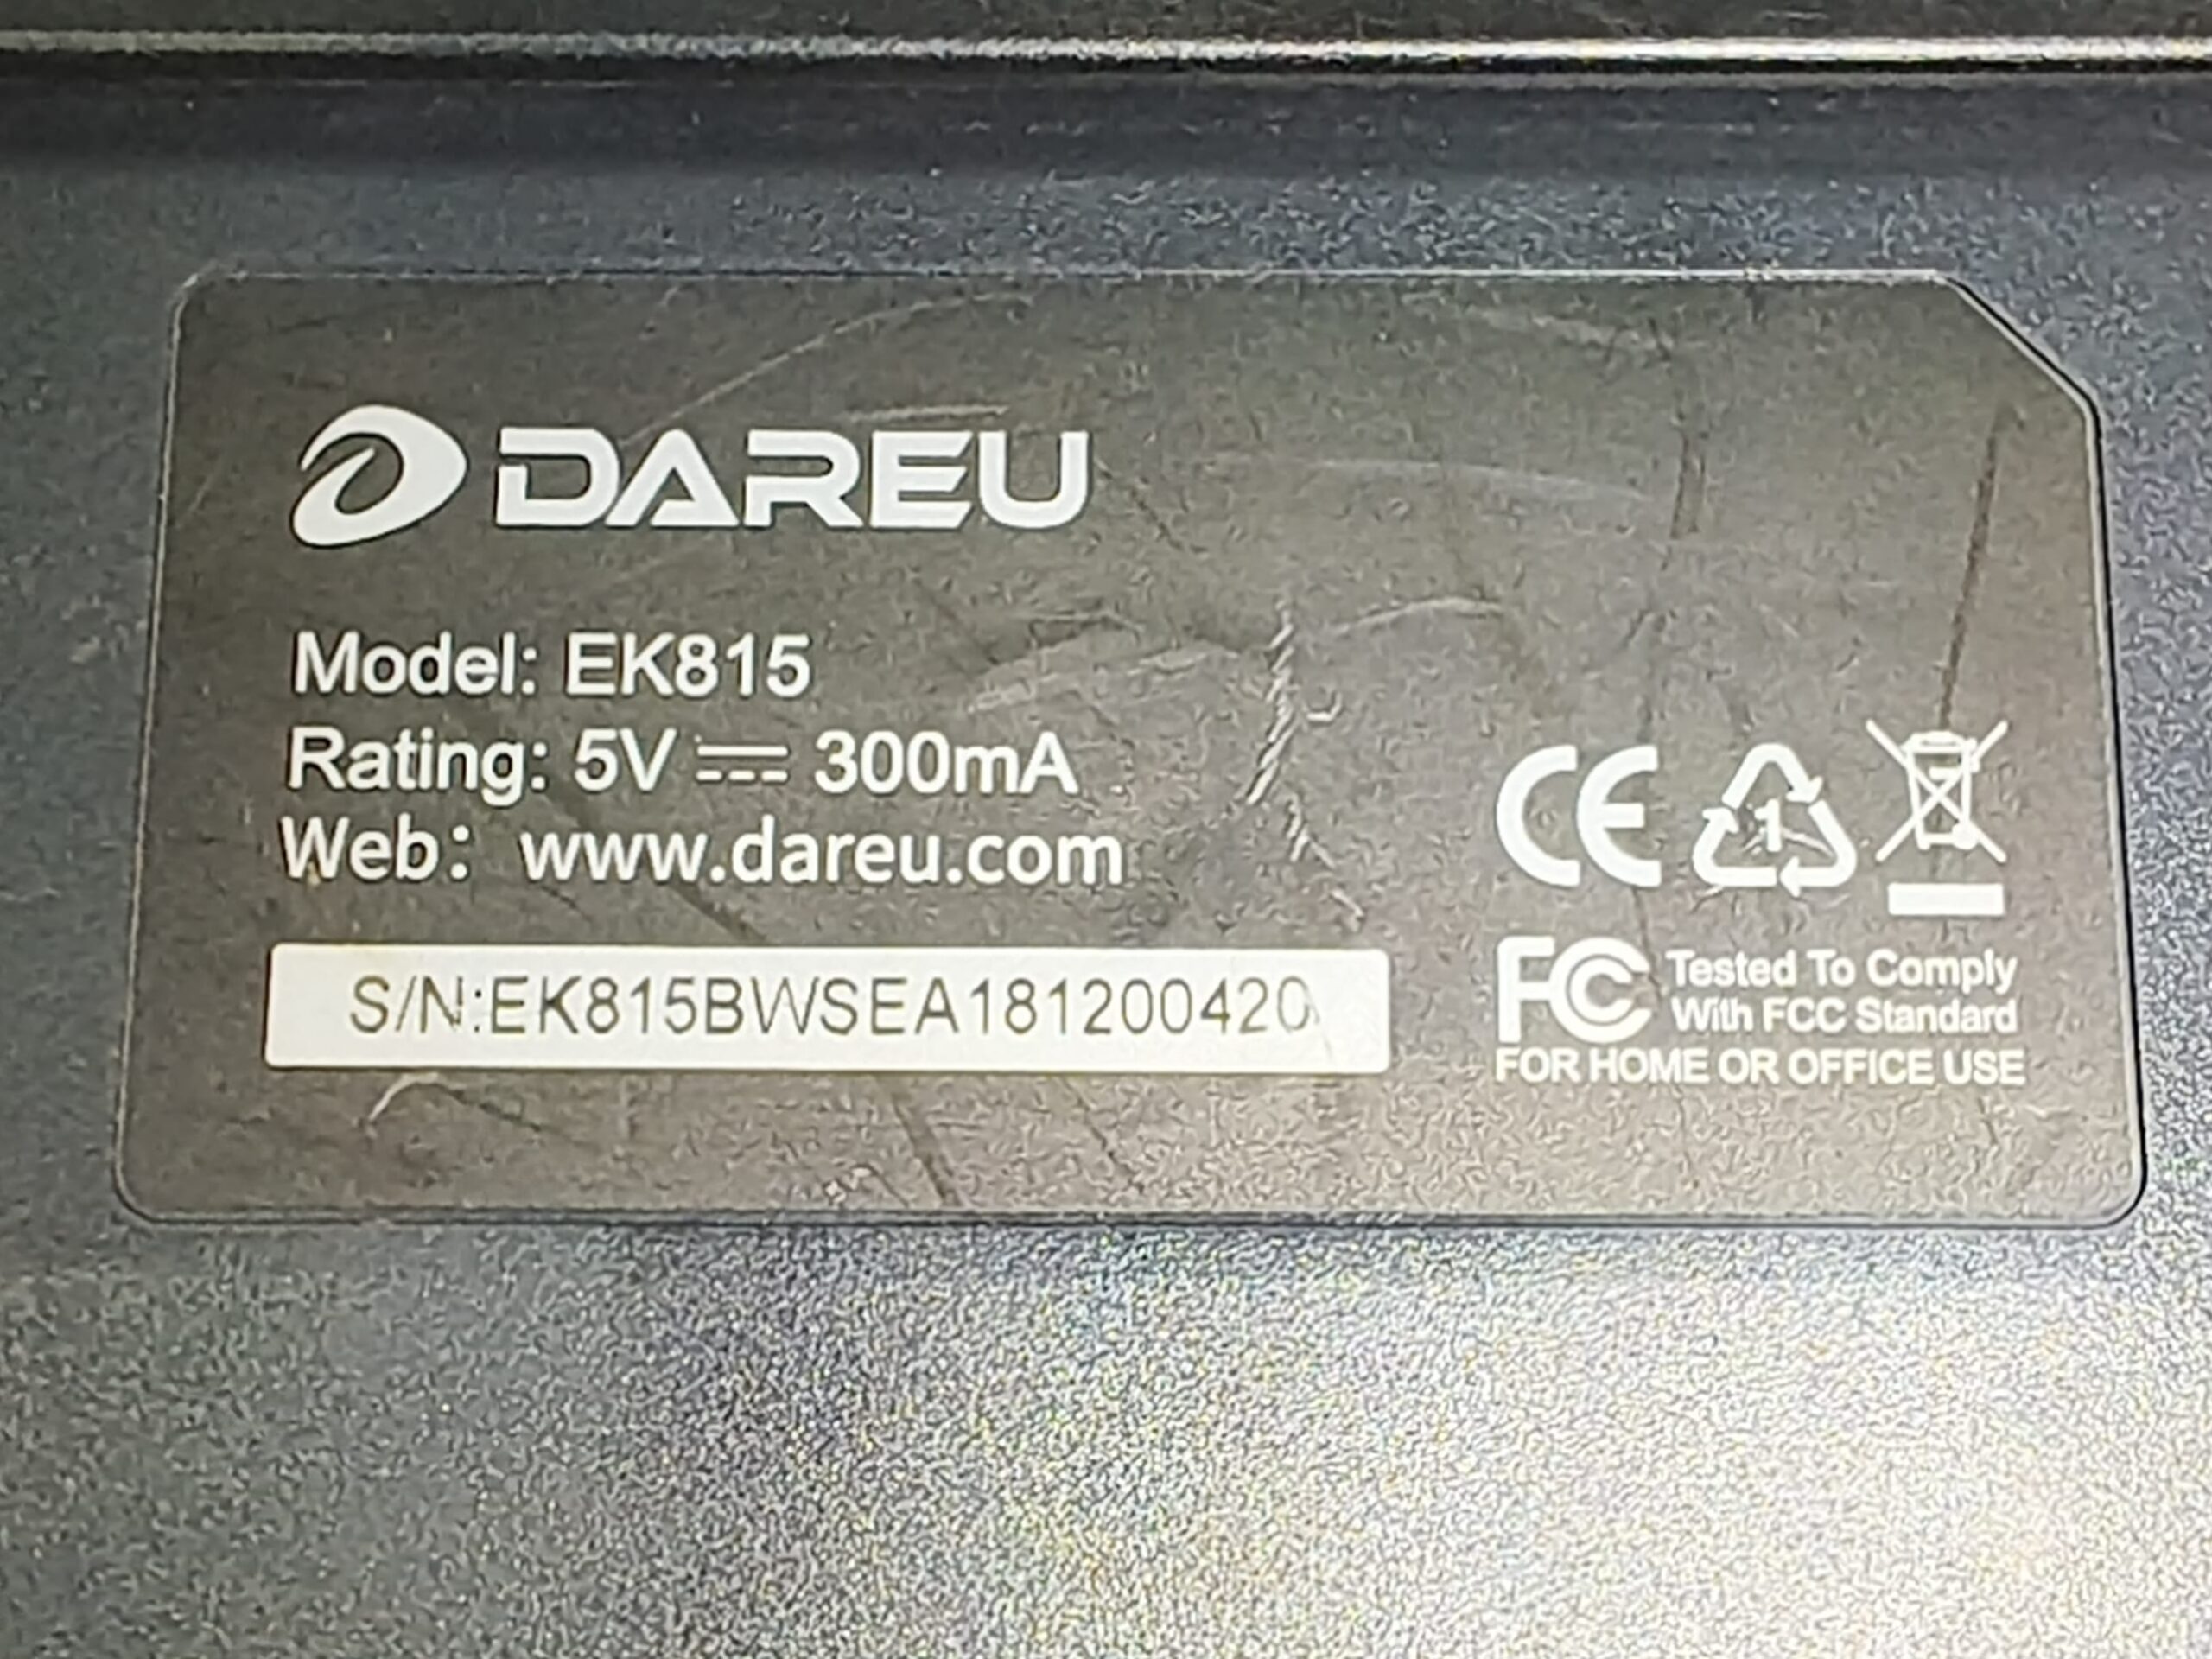 DAREU
Model: EK815
Rating: 5V ⎓ 300mA
Web: www.dareu.com
S/N:EK815BWSEA181200420
CE
1
FC Tested To Comply
With FCC Standard
FOR HOME OR OFFICE USE